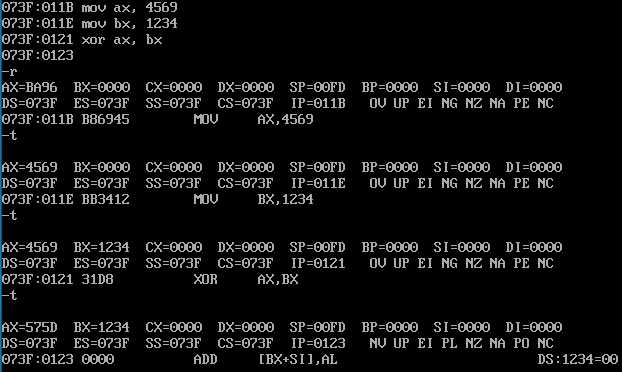 073F:011B mov ax, 4569
073F:011E mov bx, 1234
073F:0121 xor ax, bx
073F:0123
-r
AX=BA96  BX=0000  CX=0000  DX=0000  SP=00FD  BP=0000  SI=0000  DI=0000
DS=073F  ES=073F  SS=073F  CS=073F  IP=011B   OV UP EI NG NZ NA PE NC
073F:011B B86945        MOV     AX,4569
-t
AX=4569  BX=0000  CX=0000  DX=0000  SP=00FD  BP=0000  SI=0000  DI=0000
DS=073F  ES=073F  SS=073F  CS=073F  IP=011E   OV UP EI NG NZ NA PE NC
073F:011E BB3412        MOV     BX,1234
-t
AX=4569  BX=1234  CX=0000  DX=0000  SP=00FD  BP=0000  SI=0000  DI=0000
DS=073F  ES=073F  SS=073F  CS=073F  IP=0121   OV UP EI NG NZ NA PE NC
073F:0121 31D8          XOR     AX,BX
-t
AX=575D  BX=1234  CX=0000  DX=0000  SP=00FD  BP=0000  SI=0000  DI=0000
DS=073F  ES=073F  SS=073F  CS=073F  IP=0123   NV UP EI PL NZ NA PO NC
073F:0123 0000          ADD     [BX+SI],AL                         DS:1234=00